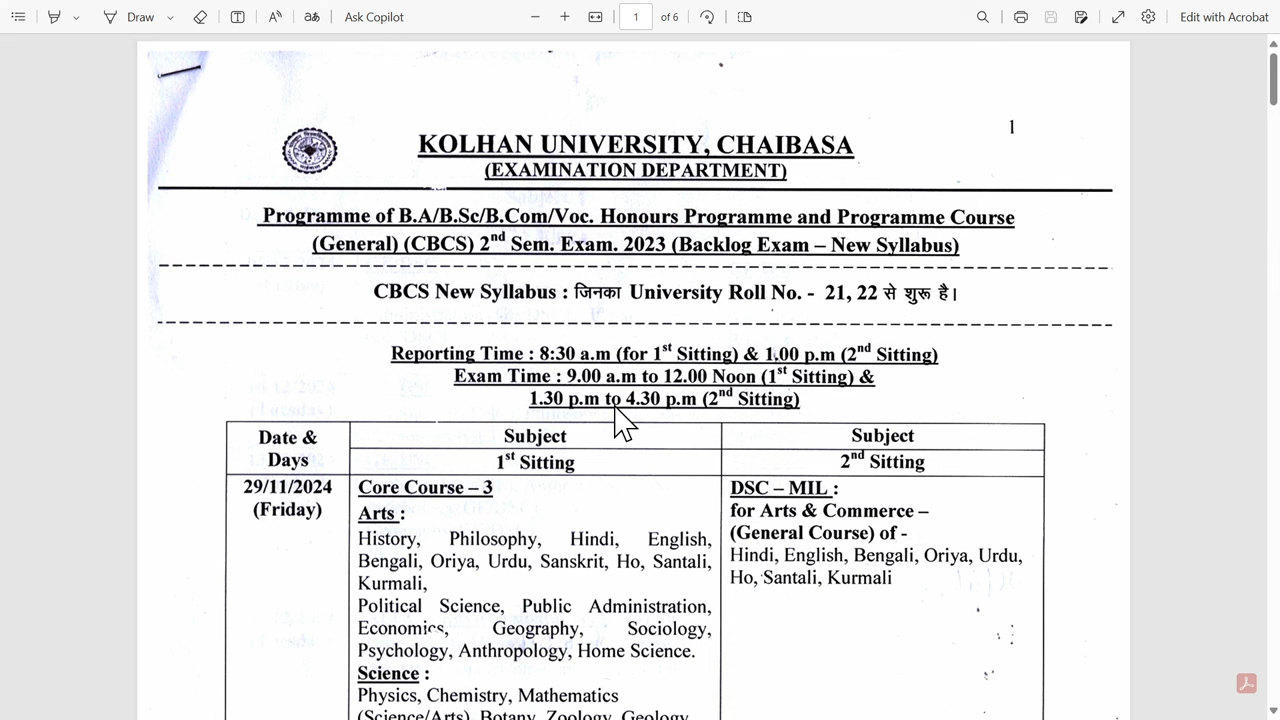 Draw
Ask Copilot
1
of 6
Edit with Acrobat
1
KOLHAN UNIVERSITY, CHAIBASA
(EXAMINATION DEPARTMENT)
Programme of B.A/B.Sc/B.Com/Voc. Honours Programme and Programme Course
(General) (CBCS) 2nd Sem. Exam. 2023 (Backlog Exam – New Syllabus)
CBCS New Syllabus : जिनका University Roll No. - 21, 22 से शुरू है।
Reporting Time : 8:30 a.m (for 1st Sitting) & 1.00 p.m (2nd Sitting)
Exam Time : 9.00 a.m to 12.00 Noon (1st Sitting) &
1.30 p.m to 4.30 p.m (2nd Sitting)
Date &
Days
Subject
1st Sitting
Subject
2nd Sitting
29/11/2024
(Friday)
Core Course – 3
Arts :
History, Philosophy, Hindi, English,
Bengali, Oriya, Urdu, Sanskrit, Ho, Santali,
Kurmali,
Political Science, Public Administration,
Economics, Geography, Sociology,
Psychology, Anthropology, Home Science.
Science :
Physics, Chemistry, Mathematics
(Science/Arts), Botany, Zoology, Geology
DSC – MIL :
for Arts & Commerce –
(General Course) of -
Hindi, English, Bengali, Oriya, Urdu,
Ho, Santali, Kurmali